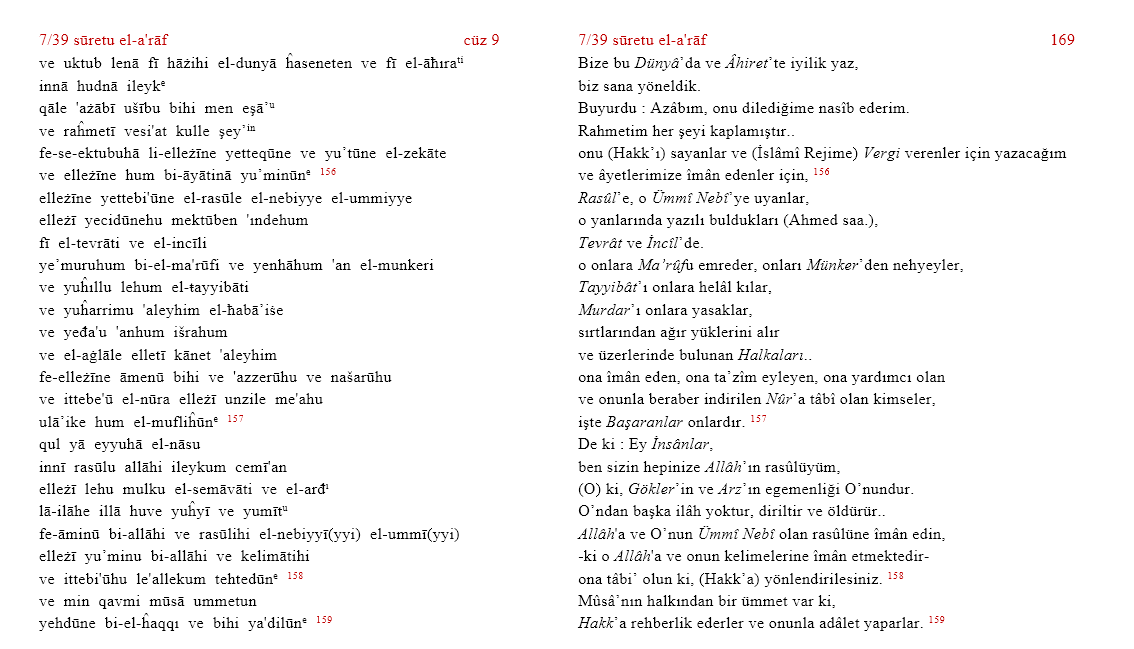 7/39 sūretu el-a'rāf cüz 9
ve uktub lenā fī hāżihi el-dunyā ĥaseneten ve fī el-āħıraᵗⁱ
innā hudnā ileykᵉ
qāle 'ażābī ušību bihi men eşā’ᵘ
ve raĥmetī vesi'at kulle şey’ⁱⁿ
fe-se-ektubuhā li-elleżīne yetteqūne ve yu’tūne el-zekāte
ve elleżīne hum bi-āyātinā yu’minūnᵉ 156
elleżīne yettebi'ūne el-rasūle el-nebiyye el-ummiyye
elleżī yecidūnehu mektūben 'ındehum
fī el-tevrāti ve el-incīli
ye’muruhum bi-el-ma'rūfi ve yenhāhum 'an el-munkeri
ve yuĥıllu lehum el-ŧayyibāti
ve yuĥarrimu 'aleyhim el-ħabā’iśe
ve yeđa'u 'anhum išrahum
ve el-aġlāle elletī kānet 'aleyhim
fe-elleżīne āmenū bihi ve 'azzerūhu ve našarūhu
ve ittebe'ū el-nūra elleżī unzile me'ahu
ulā’ike hum el-mufliĥūnᵉ 157
qul yā eyyuhā el-nāsu
innī rasūlu allāhi ileykum cemī'an
elleżī lehu mulku el-semāvāti ve el-arđᶦ
lā-ilāhe illā huve yuĥyī ve yumītᵘ
fe-āminū bi-allāhi ve rasūlihi el-nebiyyī(yyi) el-ummī(yyi)
elleżī yu’minu bi-allāhi ve kelimātihi
ve ittebi'ūhu le'allekum tehtedūnᵉ 158
ve min qavmi mūsā ummetun
yehdūne bi-el-ĥaqqı ve bihi ya'dilūnᵉ 159
7/39 sūretu el-a'rāf 169
Bize bu Dünyâ’da ve Âhiret’te iyilik yaz,
biz sana yöneldik.
Buyurdu : Azâbım, onu dilediğime nasîb ederim.
Rahmetim her şeyi kaplamıştır..
onu (Hakk’ı) sayanlar ve (İslâmî Rejime) Vergi verenler için yazacağım
ve âyetlerimize îmân edenler için, 156
Rasûl’e, o Ümmî Nebî’ye uyanlar,
o yanlarında yazılı buldukları (Ahmed saa.),
Tevrât ve İncîl’de.
o onlara Ma’rûfu emreder, onları Münker’den nehyeyler,
Tayyibât’ı onlara helâl kılar,
Murdar’ı onlara yasaklar,
sırtlarından ağır yüklerini alır
ve üzerlerinde bulunan Halkaları..
ona îmân eden, ona ta’zîm eyleyen, ona yardımcı olan
ve onunla beraber indirilen Nûr’a tâbî olan kimseler,
işte Başaranlar onlardır. 157
De ki : Ey İnsânlar,
ben sizin hepinize Allâh’ın rasûlüyüm,
(O) ki, Gökler’in ve Arz’ın egemenliği O’nundur.
O’ndan başka ilâh yoktur, diriltir ve öldürür..
Allâh'a ve O’nun Ümmî Nebî olan rasûlüne îmân edin,
-ki o Allâh'a ve onun kelimelerine îmân etmektedir-
ona tâbi’ olun ki, (Hakk’a) yönlendirilesiniz. 158
Mûsâ’nın halkından bir ümmet var ki,
Hakk’a rehberlik ederler ve onunla adâlet yaparlar. 159